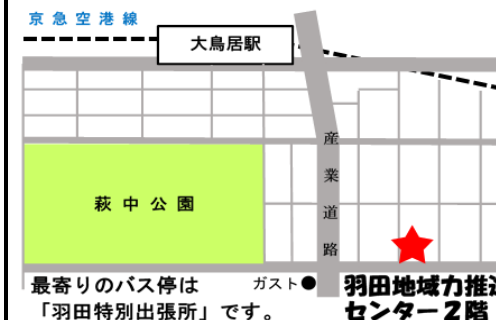 京急空港線
大鳥居駅
産業道路
萩中公園
最寄りのバス停は
「羽田特別出張所」です。
ガスト
羽田地域力推進
センター2階